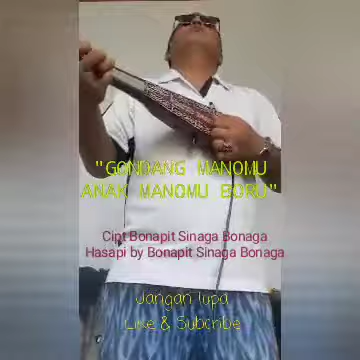 "GONDANG MANOMU
ANAK MANOMU BORU"
Cipt Bonapit Sinaga Bonaga
Hasapi by Bonapit Sinaga Bonaga
Jangan lupa
Like & Subcribe